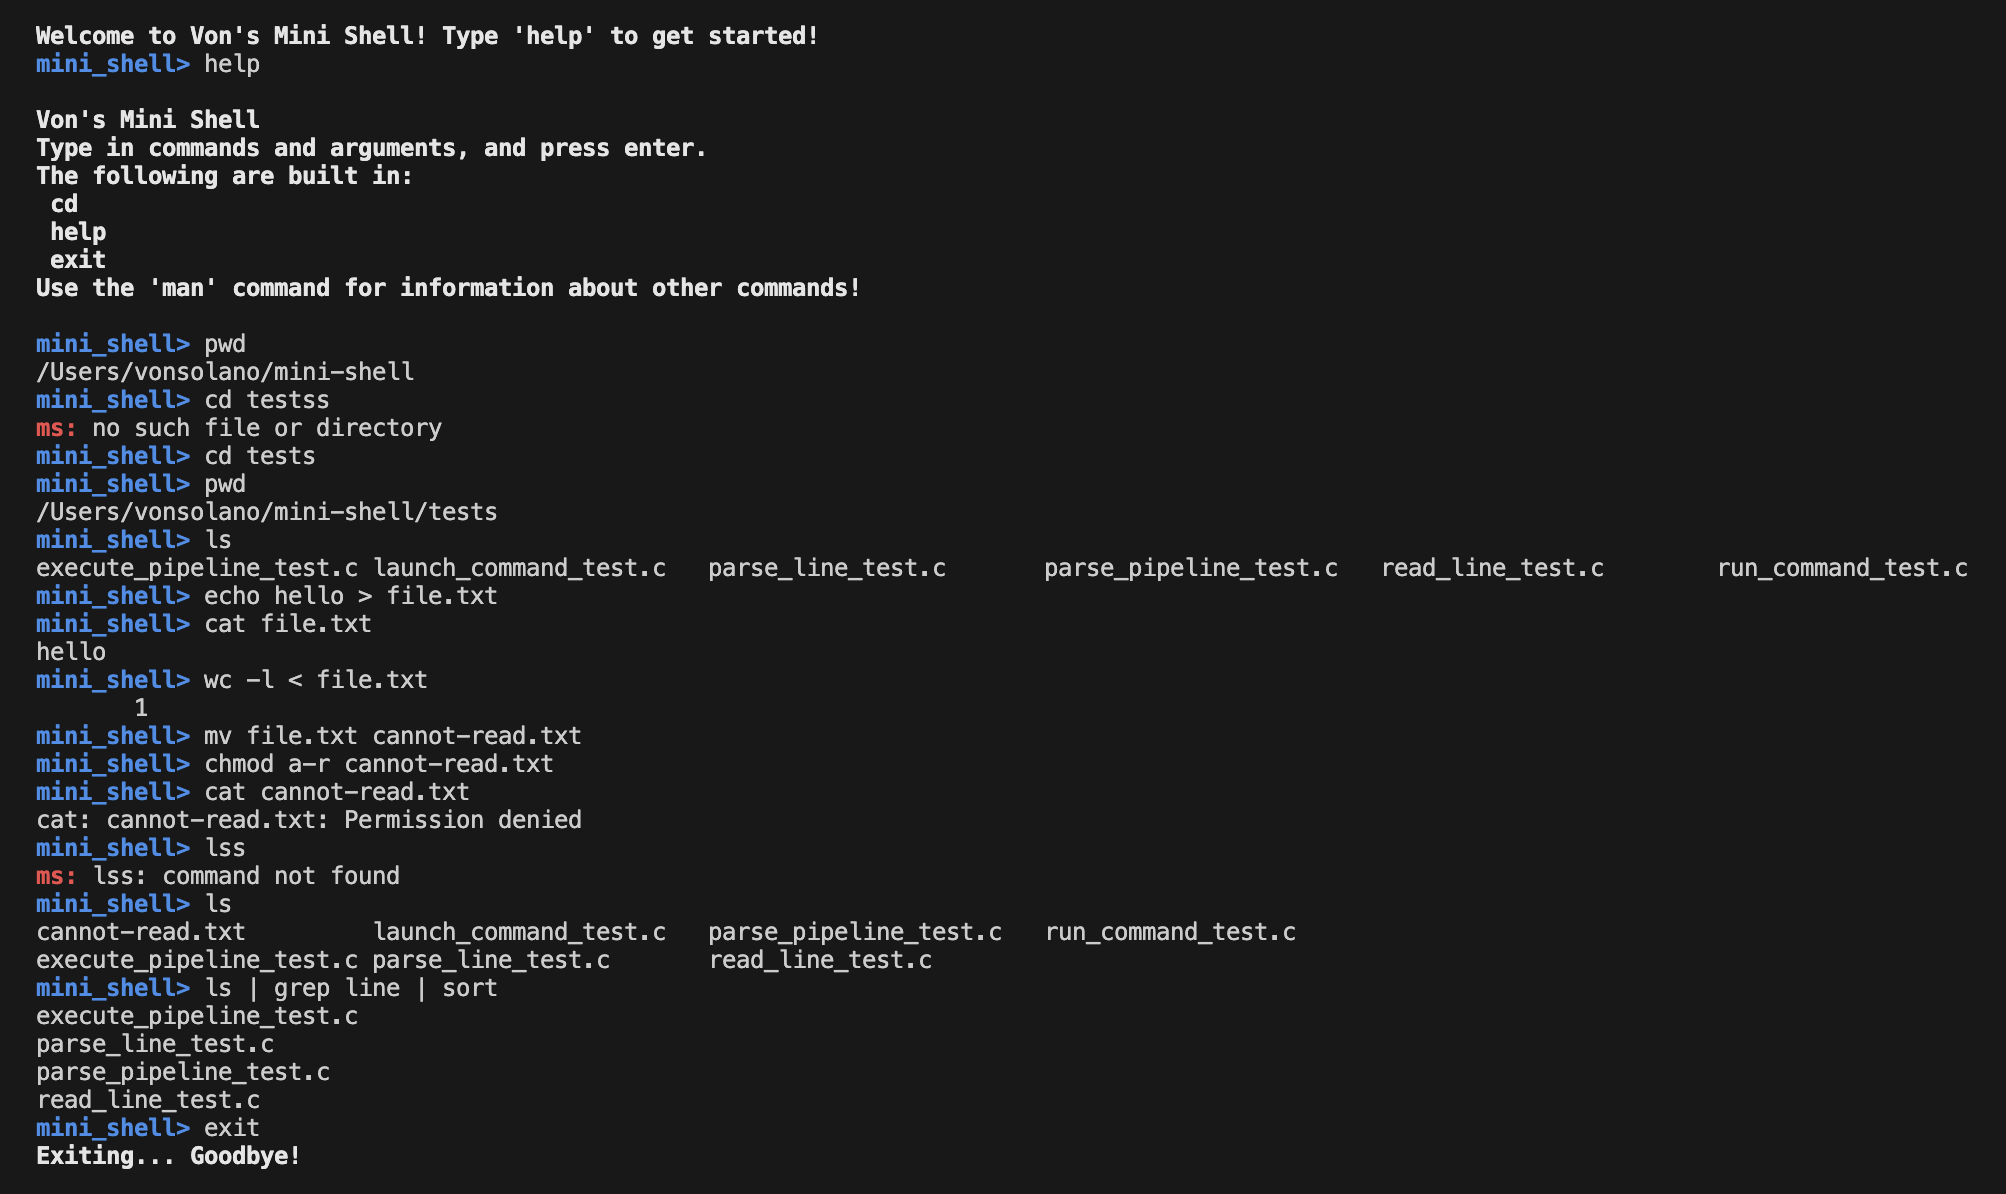 Welcome to Von's Mini Shell! Type 'help' to get started!
mini_shell> help
Von's Mini Shell
Type in commands and arguments, and press enter.
The following are built in:
 cd
 help
 exit
Use the 'man' command for information about other commands!
mini_shell> pwd
/Users/vonsolano/mini-shell
mini_shell> cd testss
ms: no such file or directory
mini_shell> cd tests
mini_shell> pwd
/Users/vonsolano/mini-shell/tests
mini_shell> ls
execute_pipeline_test.c launch_command_test.c   parse_line_test.c       parse_pipeline_test.c   read_line_test.c        run_command_test.c
mini_shell> echo hello > file.txt
mini_shell> cat file.txt
hello
mini_shell> wc -l < file.txt
       1
mini_shell> mv file.txt cannot-read.txt
mini_shell> chmod a-r cannot-read.txt
mini_shell> cat cannot-read.txt
cat: cannot-read.txt: Permission denied
mini_shell> lss
ms: lss: command not found
mini_shell> ls
cannot-read.txt         launch_command_test.c   parse_pipeline_test.c   run_command_test.c
execute_pipeline_test.c parse_line_test.c       read_line_test.c
mini_shell> ls | grep line | sort
execute_pipeline_test.c
parse_line_test.c
parse_pipeline_test.c
read_line_test.c
mini_shell> exit
Exiting... Goodbye!